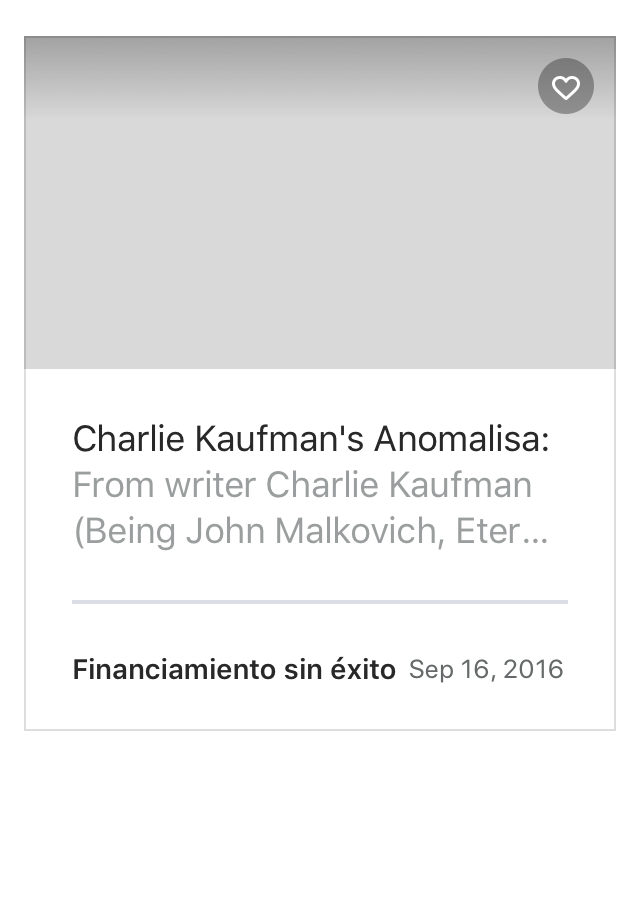 Charlie Kaufman's Anomalisa:
From writer Charlie Kaufman
(Being John Malkovich, Eter...
Financiamiento sin éxito Sep 16, 2016